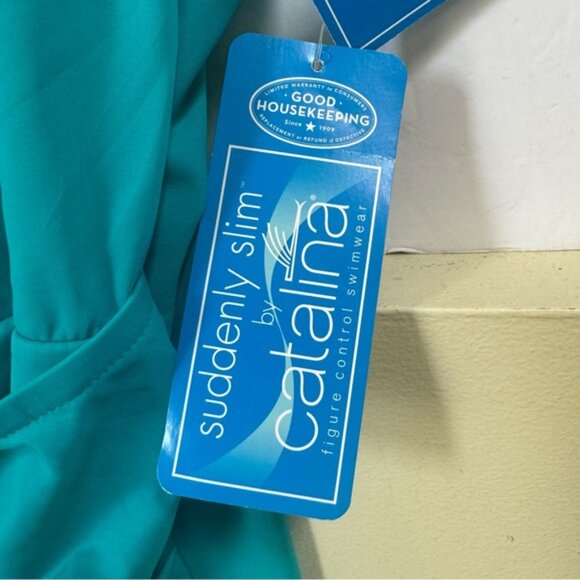 LIMITED WARRANTY to CONSUMERS
• GOOD •
HOUSEKEEPING
Since ★ 1909
REPLACEMENT or REFUND if DEFECTIVE
suddenly slim™
by
catalina®
figure control swimwear